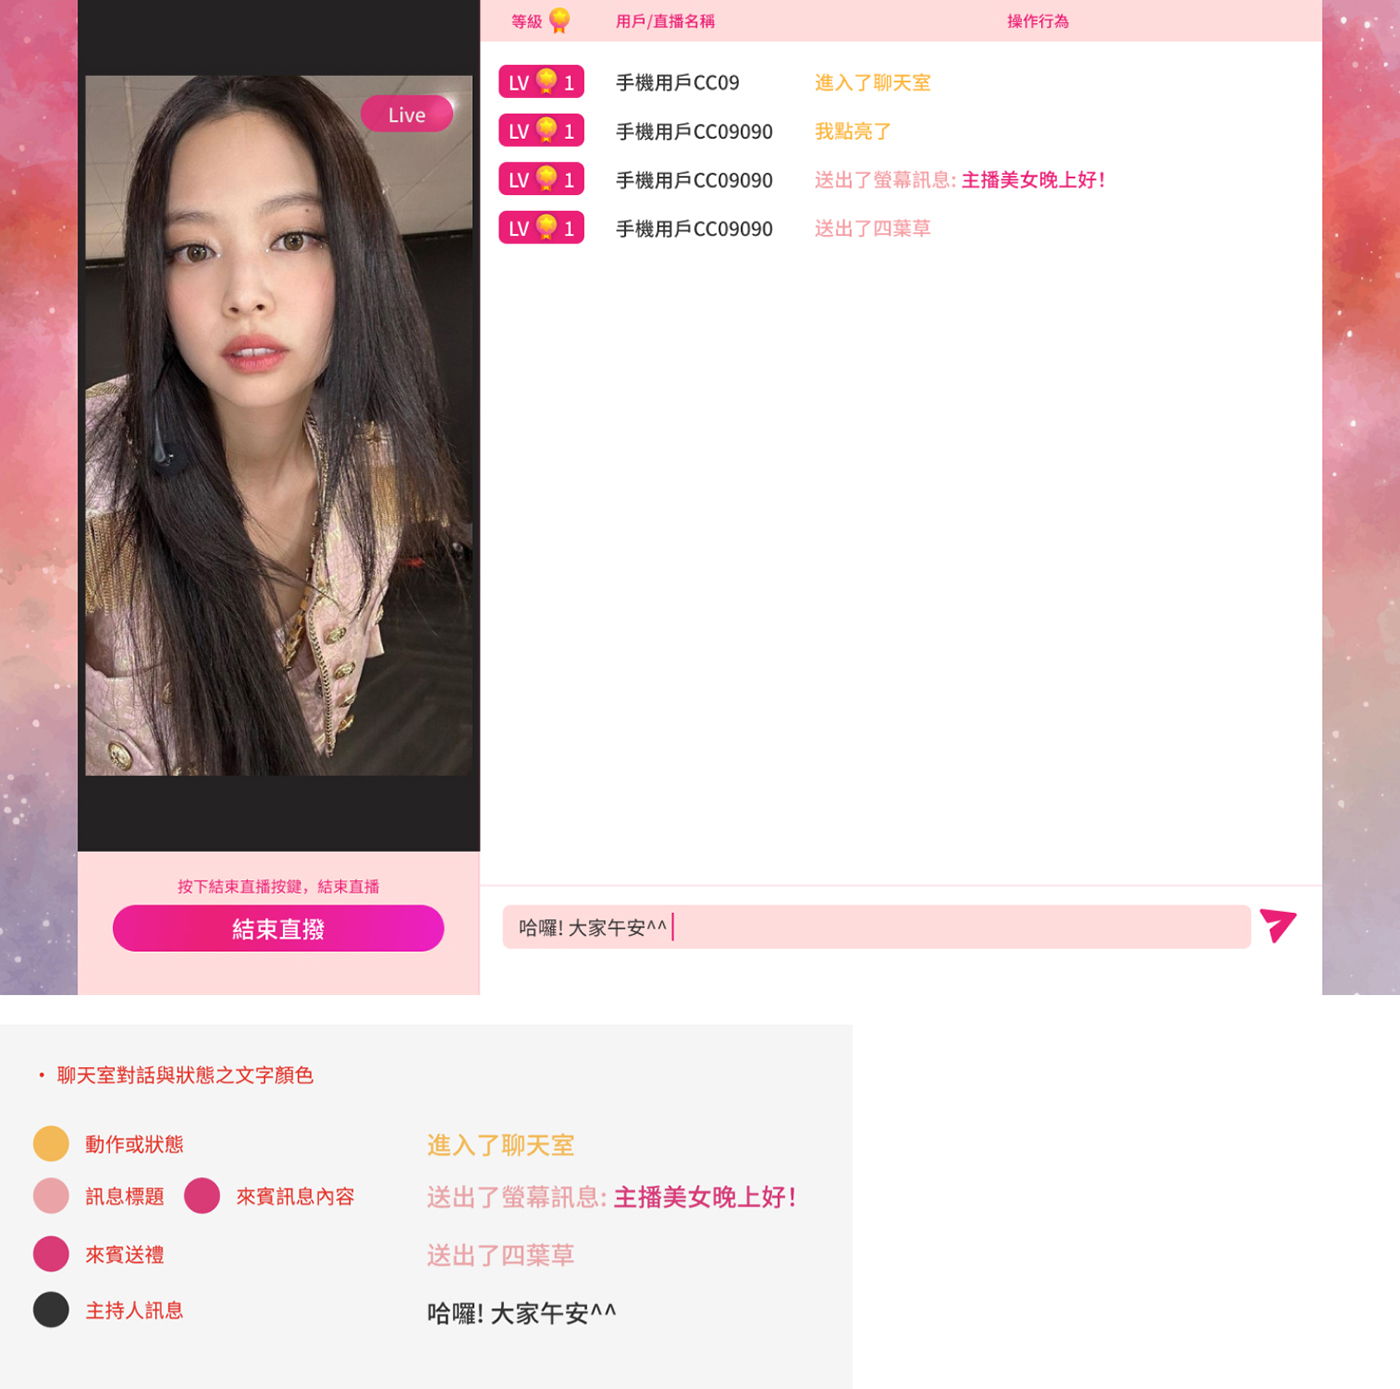 Live
等級 用戶/直播名稱 操作行為
LV 1 手機用戶CC09 進入了聊天室
LV 1 手機用戶CC09090 我點亮了
LV 1 手機用戶CC09090 送出了螢幕訊息: 主播美女晚上好!
LV 1 手機用戶CC09090 送出了四葉草
按下結束直播按鍵，結束直播
結束直撥
哈囉! 大家午安^^
• 聊天室對話與狀態之文字顏色
動作或狀態 進入了聊天室
訊息標題 來賓訊息內容 送出了螢幕訊息: 主播美女晚上好!
來賓送禮 送出了四葉草
主持人訊息 哈囉! 大家午安^^